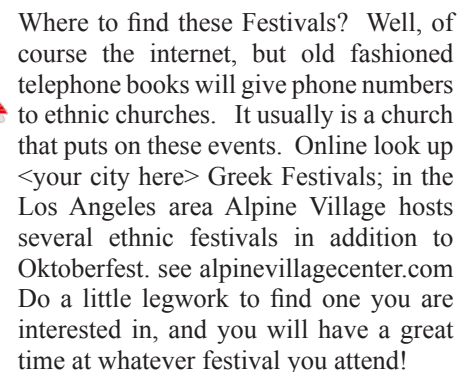 Where to find these Festivals? Well, of
course the internet, but old fashioned
telephone books will give phone numbers
to ethnic churches. It usually is a church
that puts on these events. Online look up
<your city here> Greek Festivals; in the
Los Angeles area Alpine Village hosts
several ethnic festivals in addition to
Oktoberfest. see alpinevillagecenter.com
Do a little legwork to find one you are
interested in, and you will have a great
time at whatever festival you attend!